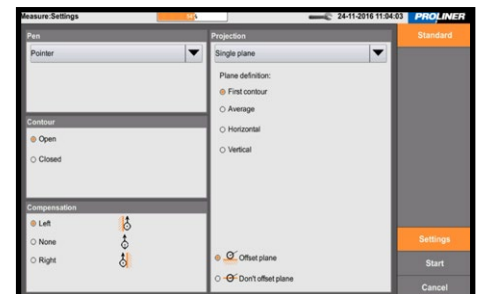 Measure:Settings
24-11-2016 11:04:03
PROLINER
Pen
Pointer
Contour
Open
Closed
Compensation
Left
None
Right
Projection
Single plane
Plane definition:
First contour
Average
Horizontal
Vertical
Offset plane
Don't offset plane
Standard
Settings
Start
Cancel